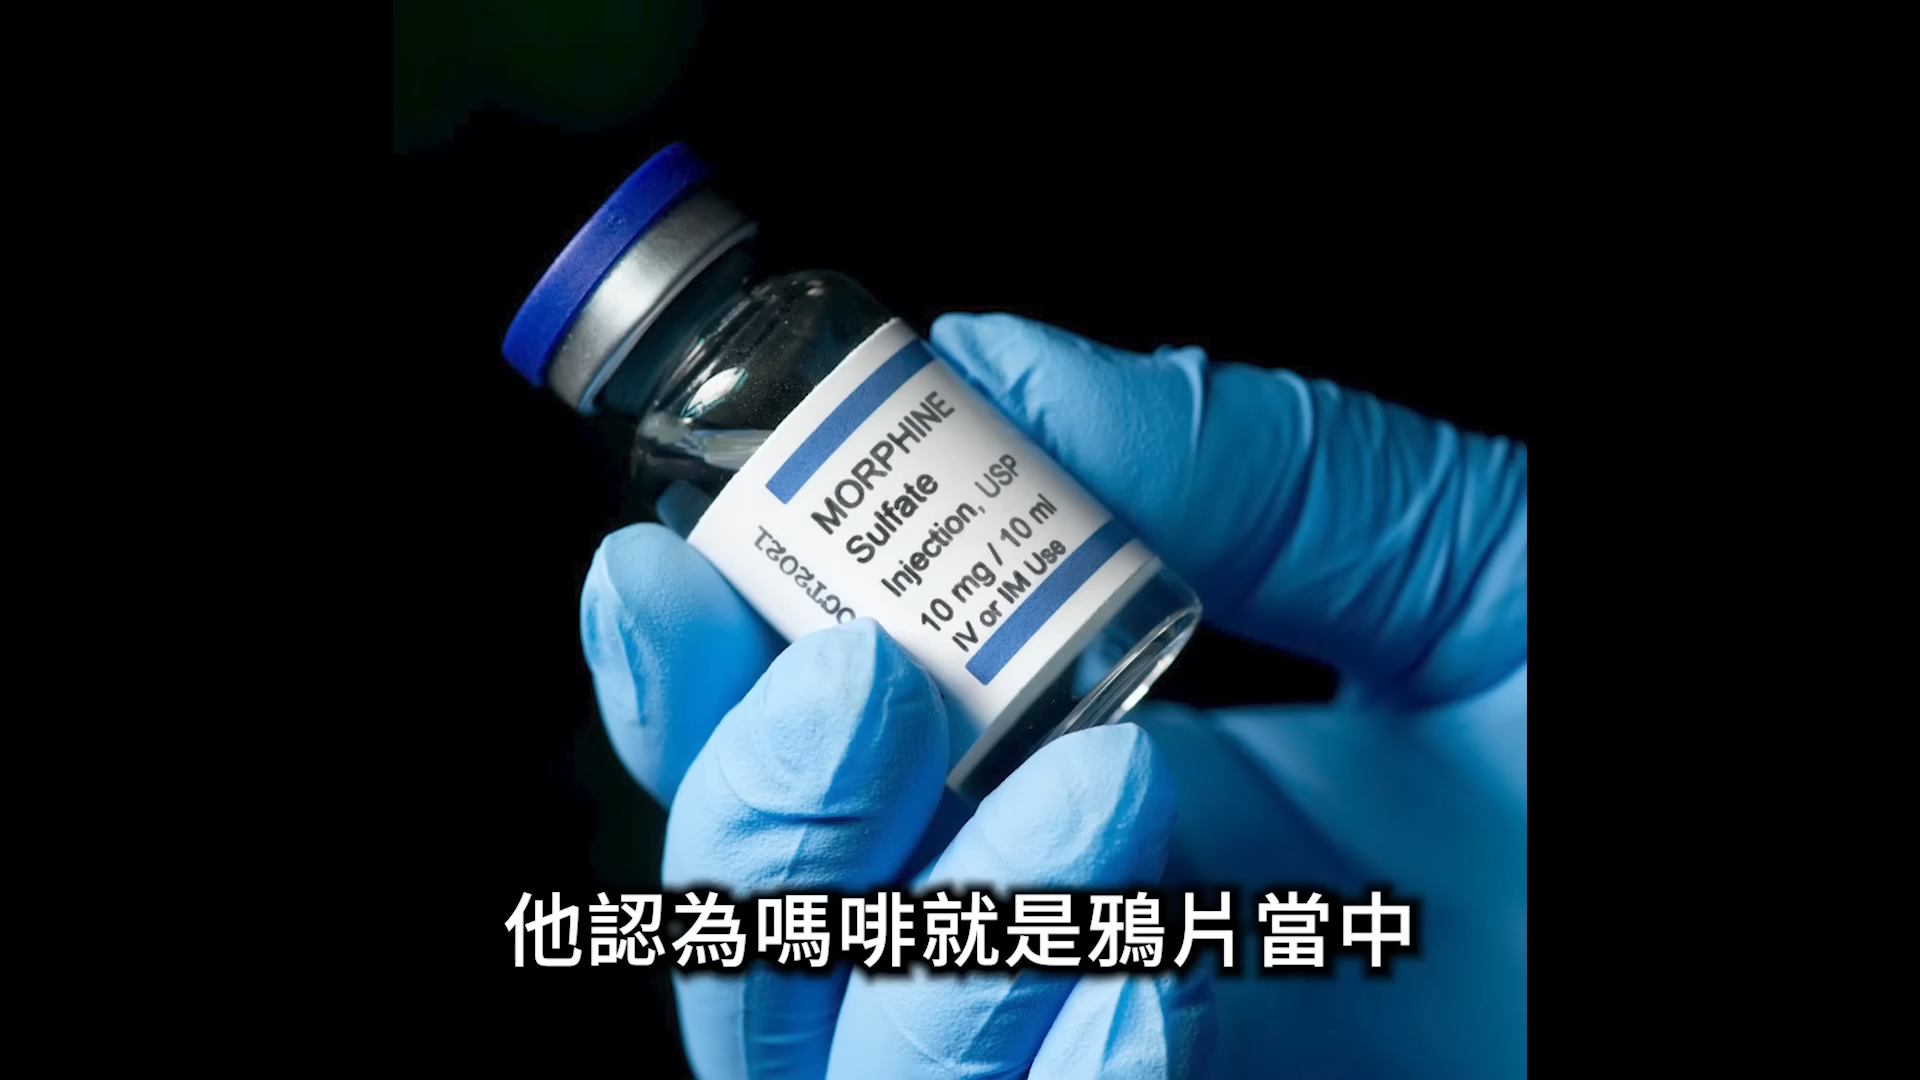 MORPHINE
Sulfate
Injection, USP
10 mg / 10 ml
IV or IM Use
OCT2021
他認為嗎啡就是鴉片當中